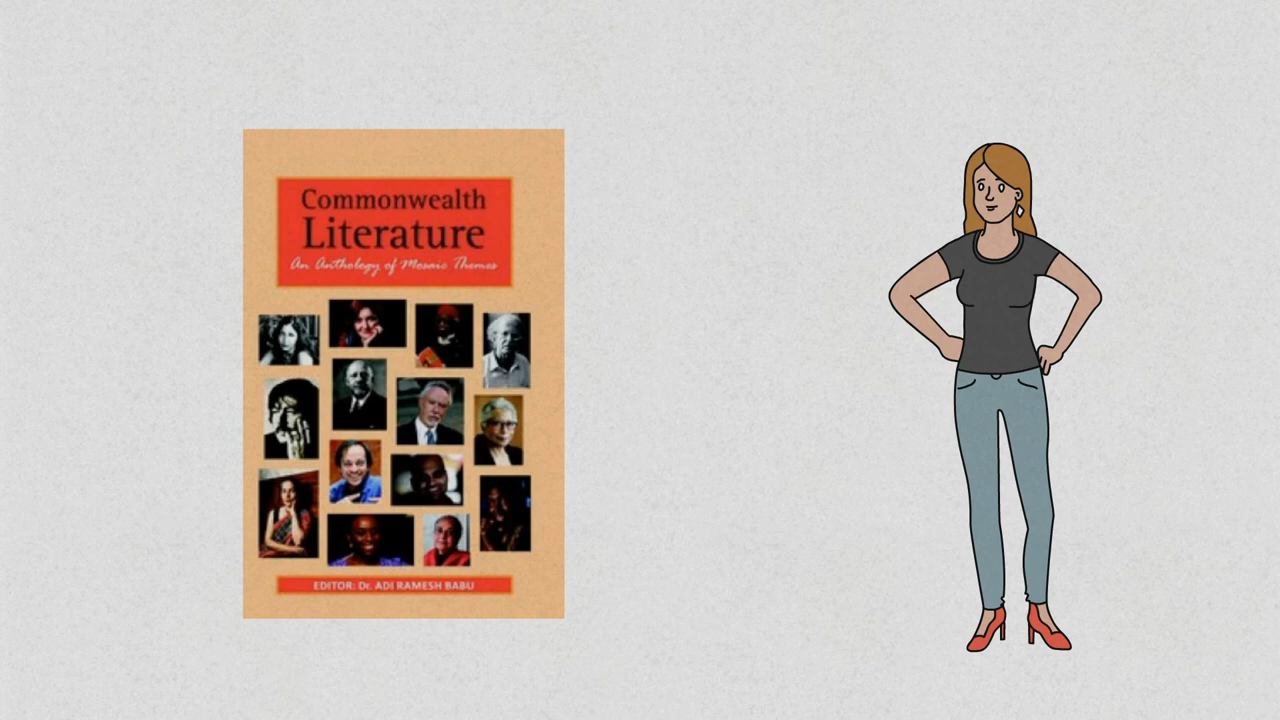 Commonwealth
Literature
An Anthology of Mosaic Themes
EDITOR: Dr. ADI RAMESH BABU